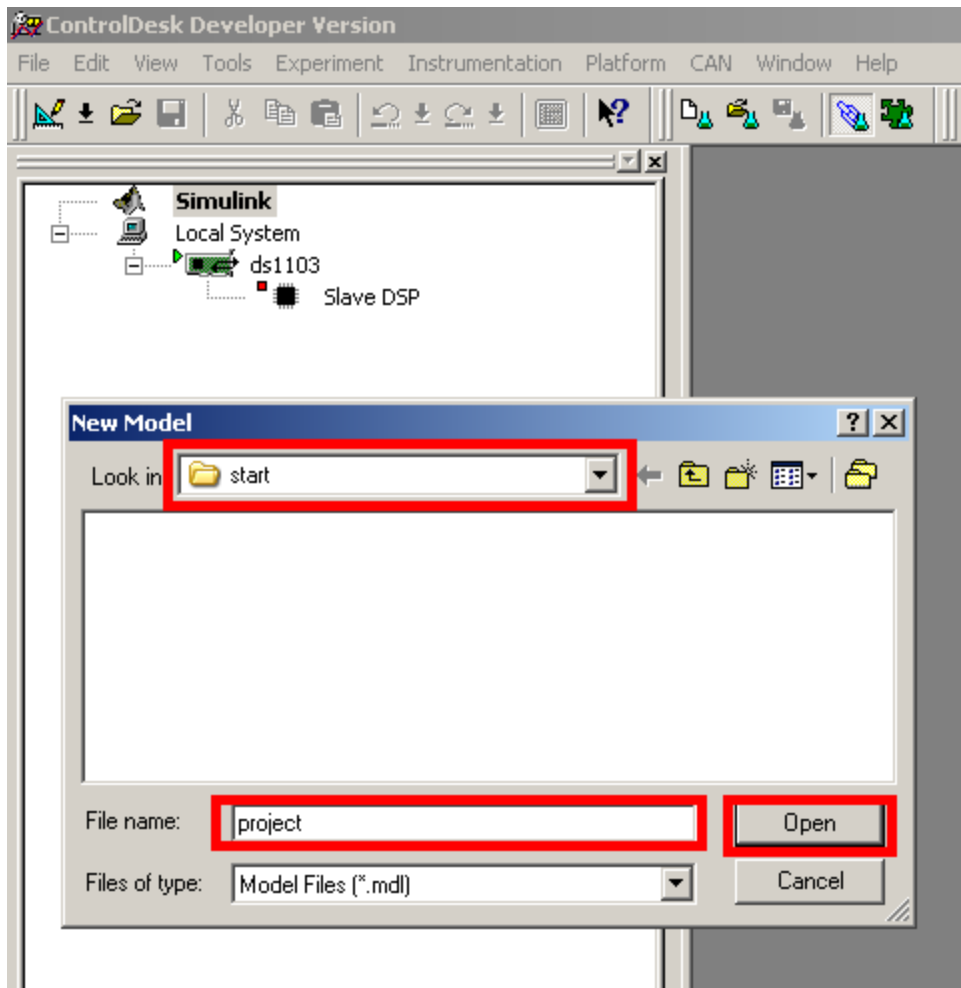 ControlDesk Developer Version
File Edit View Tools Experiment Instrumentation Platform CAN Window Help
Simulink
Local System
ds1103
Slave DSP
New Model
Look in
start
File name:
project
Open
Files of type:
Model Files (*.mdl)
Cancel